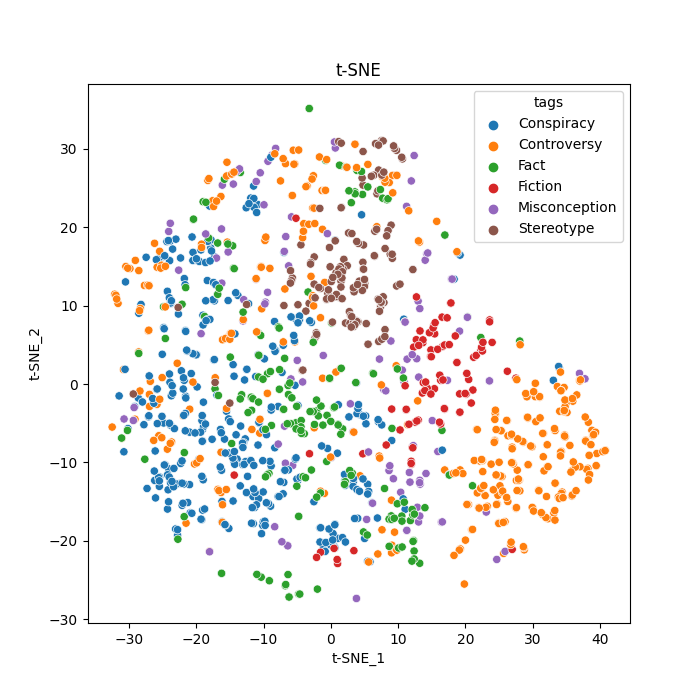 t-SNE
tags
Conspiracy
Controversy
Fact
Fiction
Misconception
Stereotype
t-SNE_2
30
20
10
0
−10
−20
−30
−30 −20 −10 0 10 20 30 40
t-SNE_1